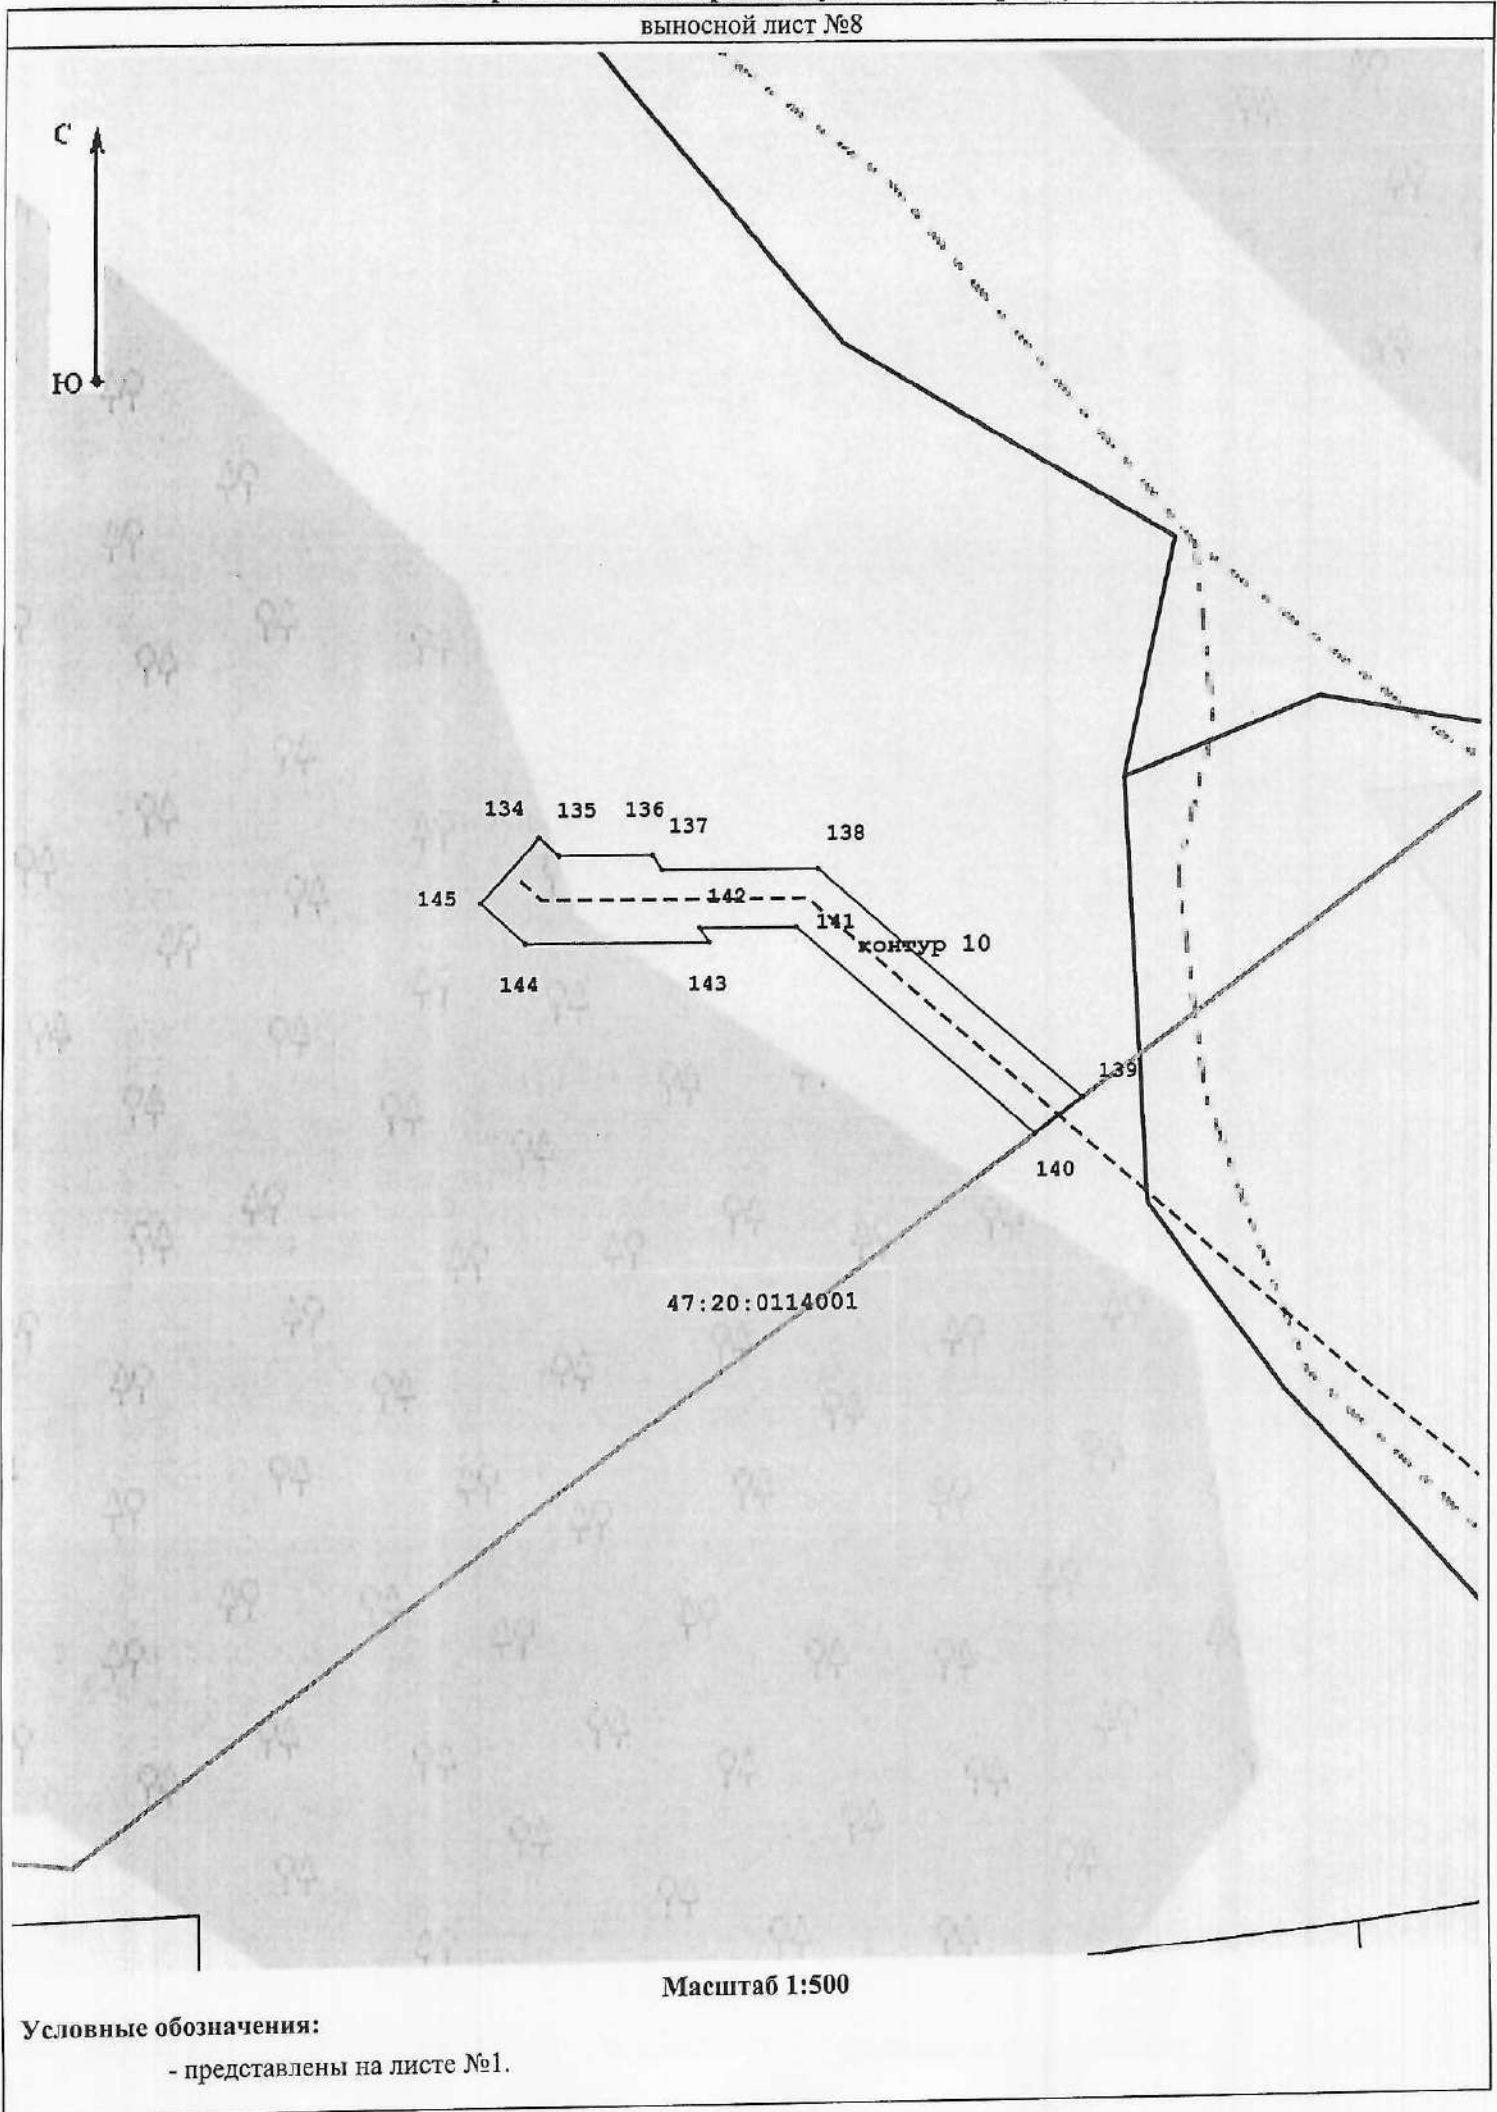 выносной лист №8
С
Ю
134 135 136
137
138
145
142
141
контур 10
144
143
139
140
47:20:0114001
Масштаб 1:500
Условные обозначения:
- представлены на листе №1.